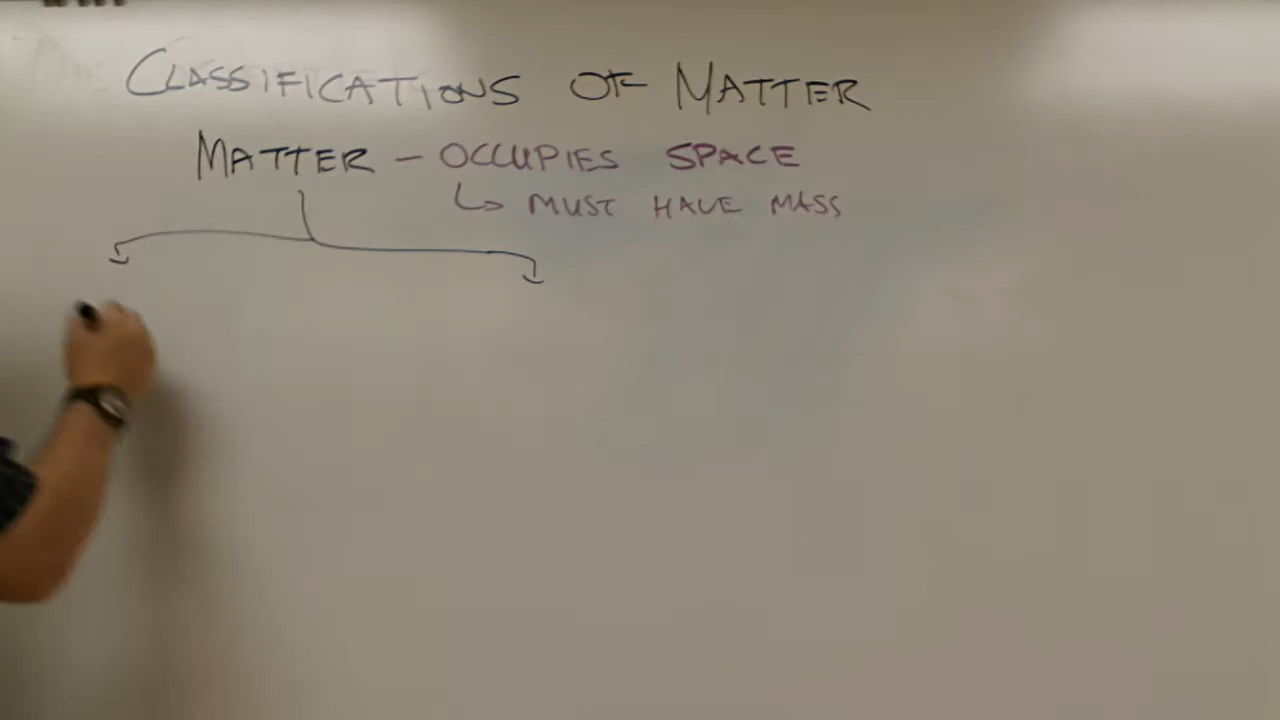 CLASSIFICATIONS OF MATTER
MATTER - OCCUPIES SPACE
↳ MUST HAVE MASS